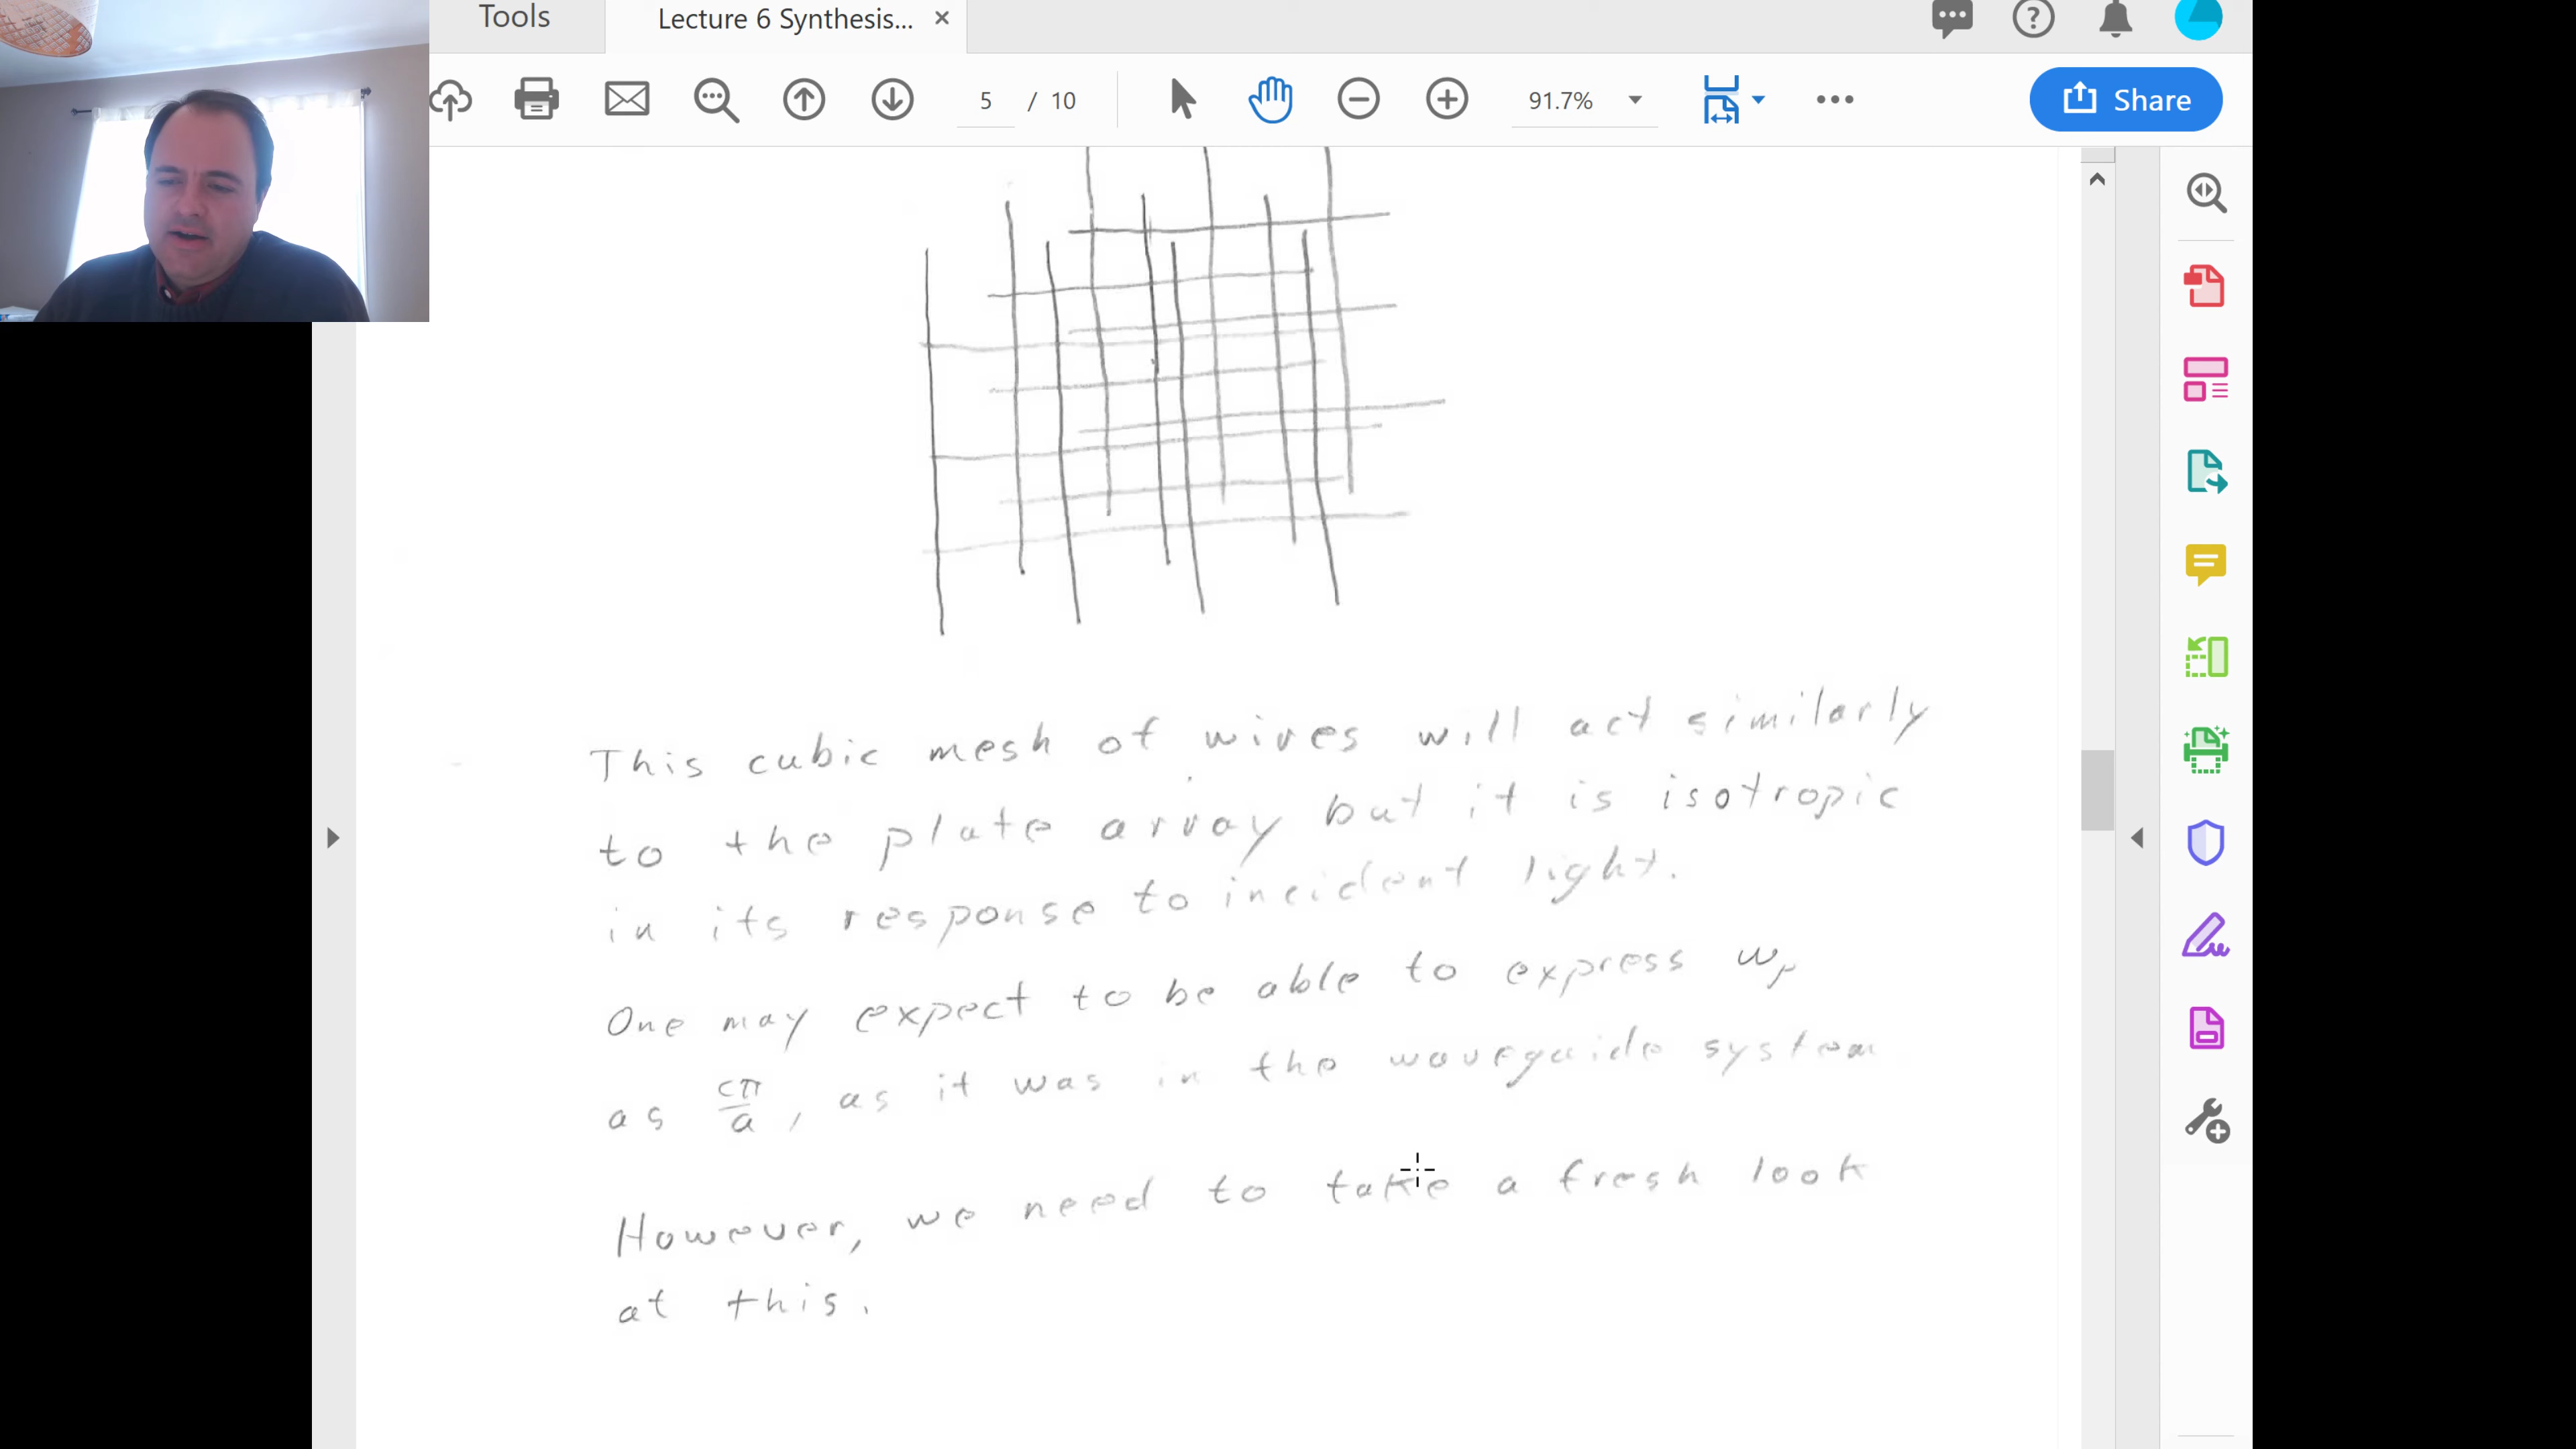 Tools
Lecture 6 Synthesis...
5 / 10
91.7%
Share
This cubic mesh of wires will act similarly
to the plate array but it is isotropic
in its response to incident light.
One may expect to be able to express ωp
as cπ/a, as it was in the waveguide system
However, we need to take a fresh look
at this.